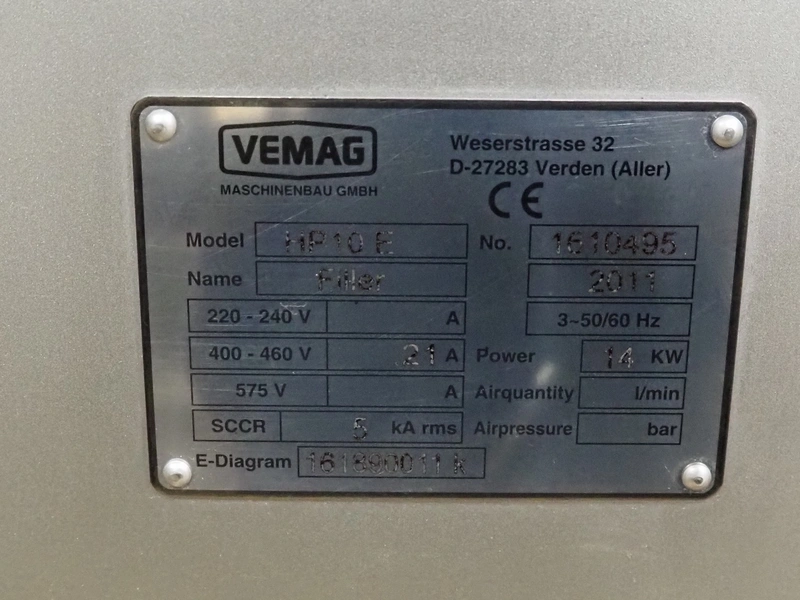 VEMAG
MASCHINENBAU GMBH
Weserstrasse 32
D-27283 Verden (Aller)
CE
Model HP10 E No. 1610495
Name Filler 2011
220 - 240 V A 3~50/60 Hz
400 - 460 V 21 A Power 14 KW
575 V A Airquantity l/min
SCCR 5 kA rms Airpressure bar
E-Diagram 161890011 k